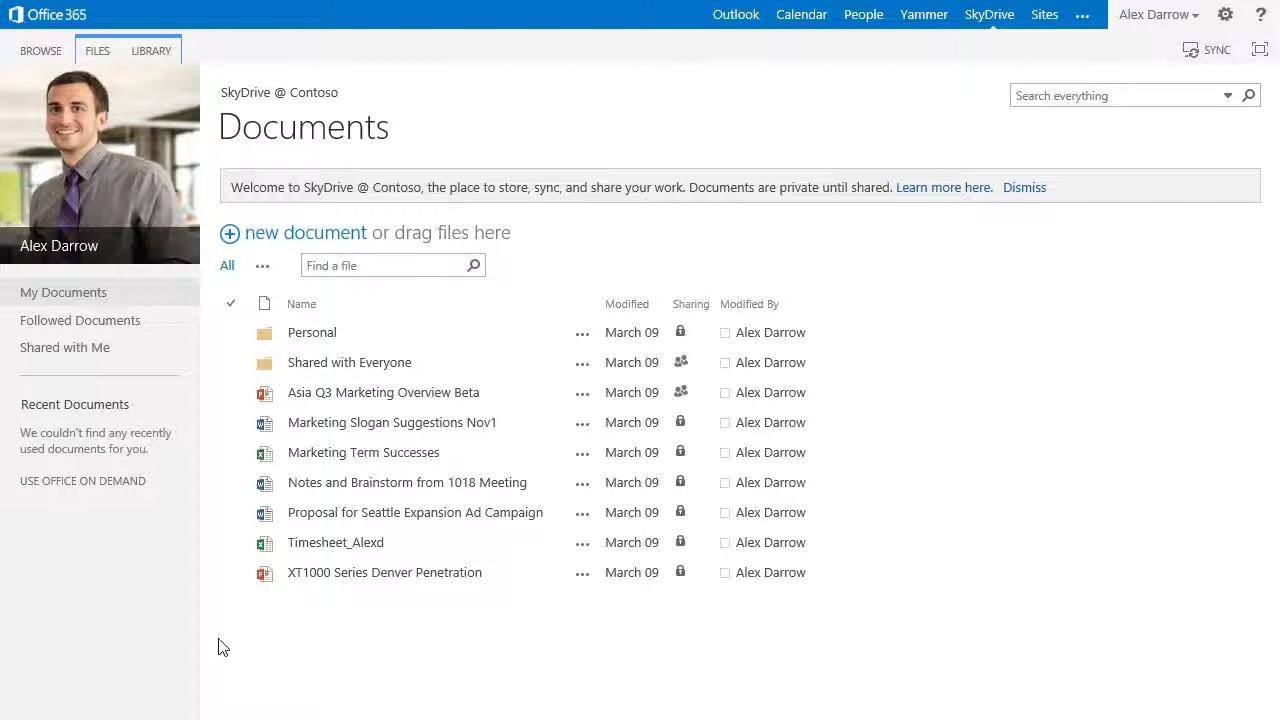 Office 365
Outlook Calendar People Yammer SkyDrive Sites ... Alex Darrow ?
BROWSE FILES LIBRARY SYNC
SkyDrive @ Contoso
Search everything
Documents
Welcome to SkyDrive @ Contoso, the place to store, sync, and share your work. Documents are private until shared. Learn more here. Dismiss
new document or drag files here
Alex Darrow
All ... Find a file
My Documents
Followed Documents
Shared with Me
Recent Documents
We couldn't find any recently
used documents for you.
USE OFFICE ON DEMAND
Name Modified Sharing Modified By
Personal ... March 09 Alex Darrow
Shared with Everyone ... March 09 Alex Darrow
Asia Q3 Marketing Overview Beta ... March 09 Alex Darrow
Marketing Slogan Suggestions Nov1 ... March 09 Alex Darrow
Marketing Term Successes ... March 09 Alex Darrow
Notes and Brainstorm from 1018 Meeting ... March 09 Alex Darrow
Proposal for Seattle Expansion Ad Campaign ... March 09 Alex Darrow
Timesheet_Alexd ... March 09 Alex Darrow
XT1000 Series Denver Penetration ... March 09 Alex Darrow